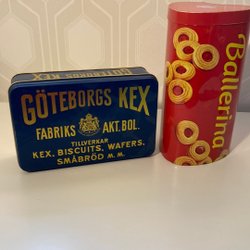 GÖTEBORGS KEX
FABRIKS AKT. BOL.
TILLVERKAR
KEX, BISCUITS, WAFERS,
SMÅBRÖD M.M.
Ballerina